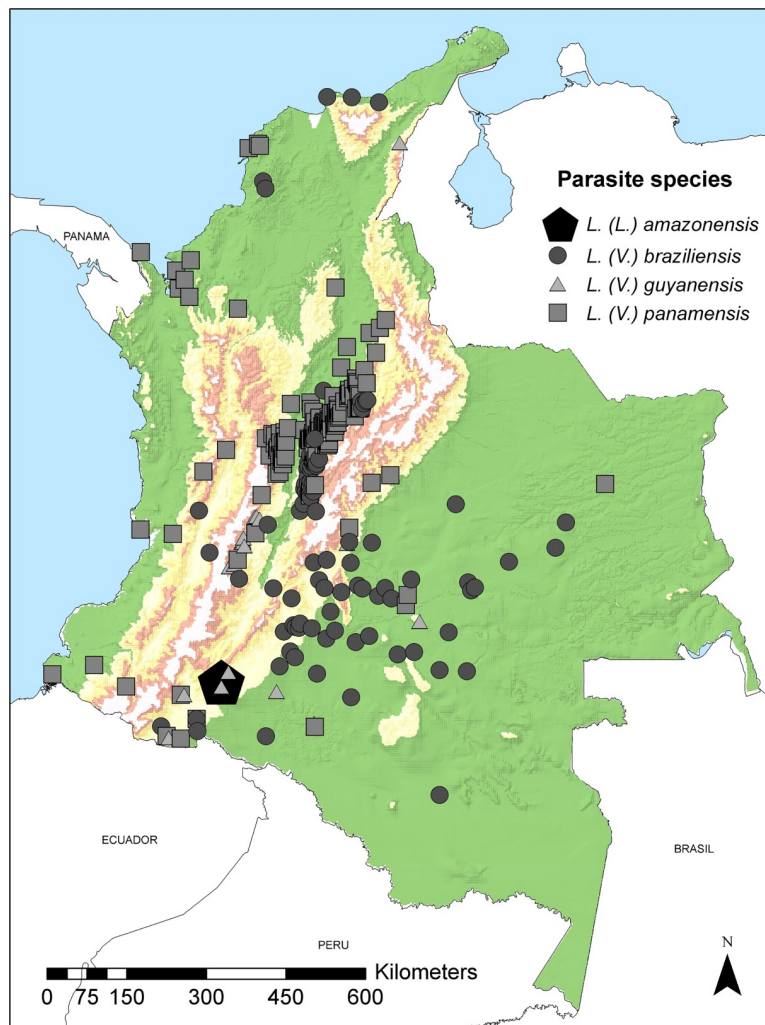 Parasite species
L. (L.) amazonensis
L. (V.) braziliensis
L. (V.) guyanensis
L. (V.) panamensis
PANAMA
ECUADOR
BRASIL
PERU
N
Kilometers
0 75 150 300 450 600